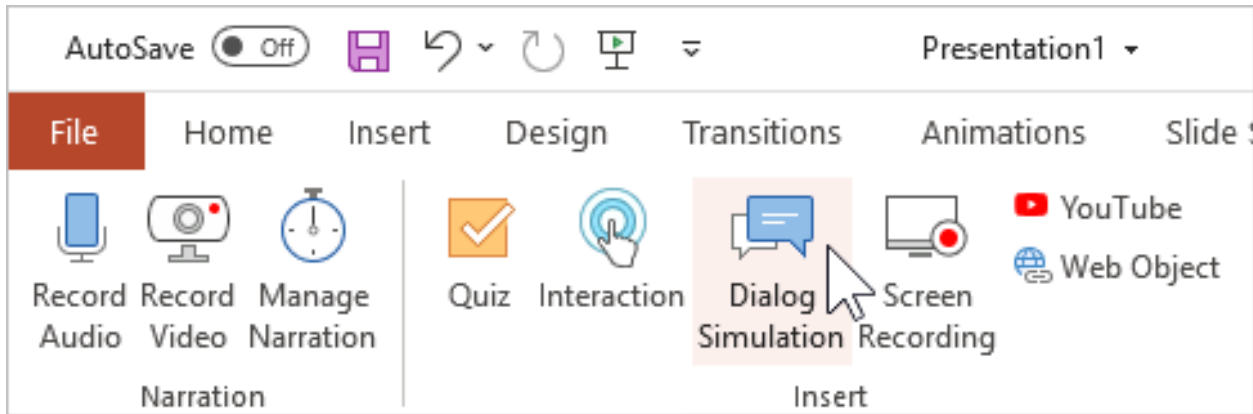 AutoSave Off Presentation1
File Home Insert Design Transitions Animations Slide
Record Record Manage Quiz Interaction Dialog Screen YouTube
Audio Video Narration Simulation Recording Web Object
Narration Insert